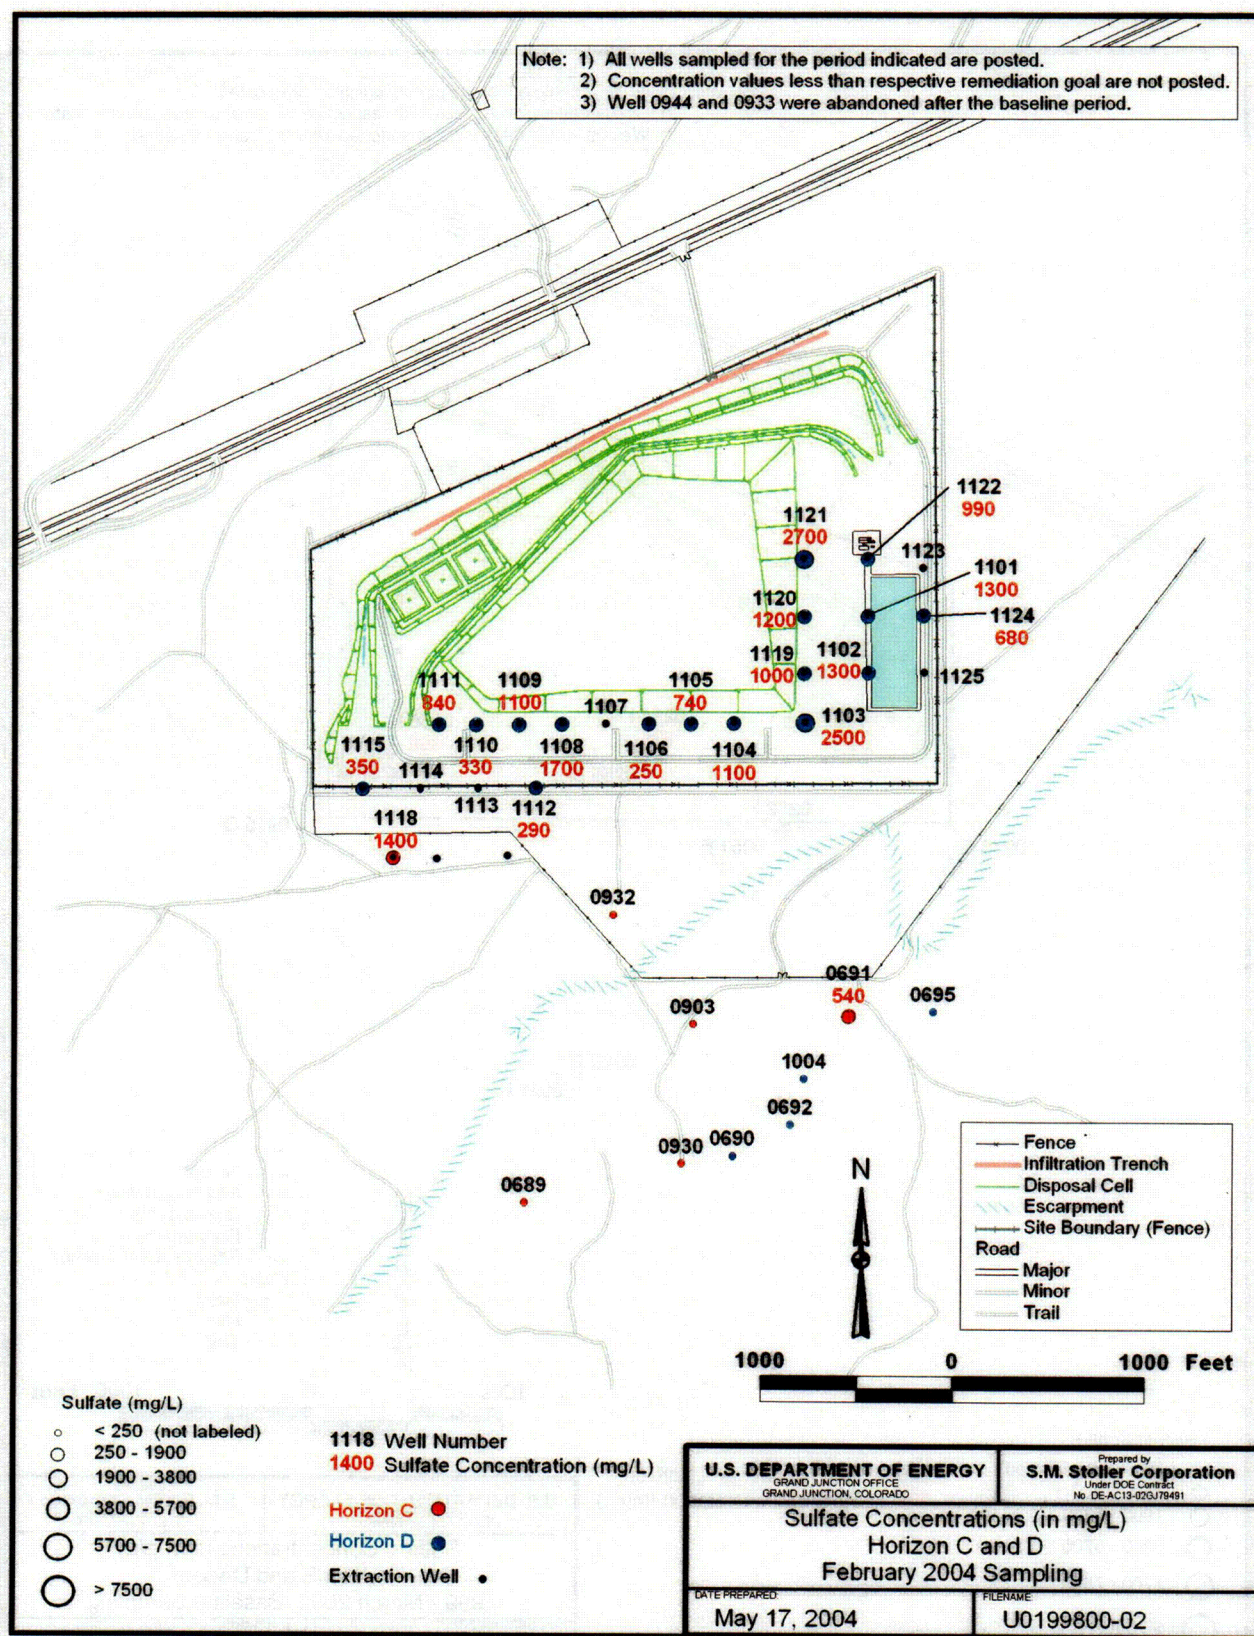 Note: 1) All wells sampled for the period indicated are posted.
2) Concentration values less than respective remediation goal are not posted.
3) Well 0944 and 0933 were abandoned after the baseline period.
1122
990
1121
2700
1123
1101
1300
1120
1200
1124
680
1119
1000
1102
1300
1125
1111
840
1109
1100
1107
1105
740
1103
2500
1115
350
1114
1110
330
1108
1700
1106
250
1104
1100
1113
1112
290
1118
1400
0932
0691
540
0695
0903
1004
0692
0930
0690
0689
N
Fence
Infiltration Trench
Disposal Cell
Escarpment
Site Boundary (Fence)
Road
Major
Minor
Trail
1000 0 1000 Feet
Sulfate (mg/L)
< 250 (not labeled)
250 - 1900
1900 - 3800
3800 - 5700
5700 - 7500
> 7500
1118 Well Number
1400 Sulfate Concentration (mg/L)
Horizon C
Horizon D
Extraction Well
U.S. DEPARTMENT OF ENERGY
GRAND JUNCTION OFFICE
GRAND JUNCTION, COLORADO
Prepared by
S.M. Stoller Corporation
Under DOE Contract
No. DE-AC13-02GJ79491
Sulfate Concentrations (in mg/L)
Horizon C and D
February 2004 Sampling
DATE PREPARED:
May 17, 2004
FILENAME:
U0199800-02